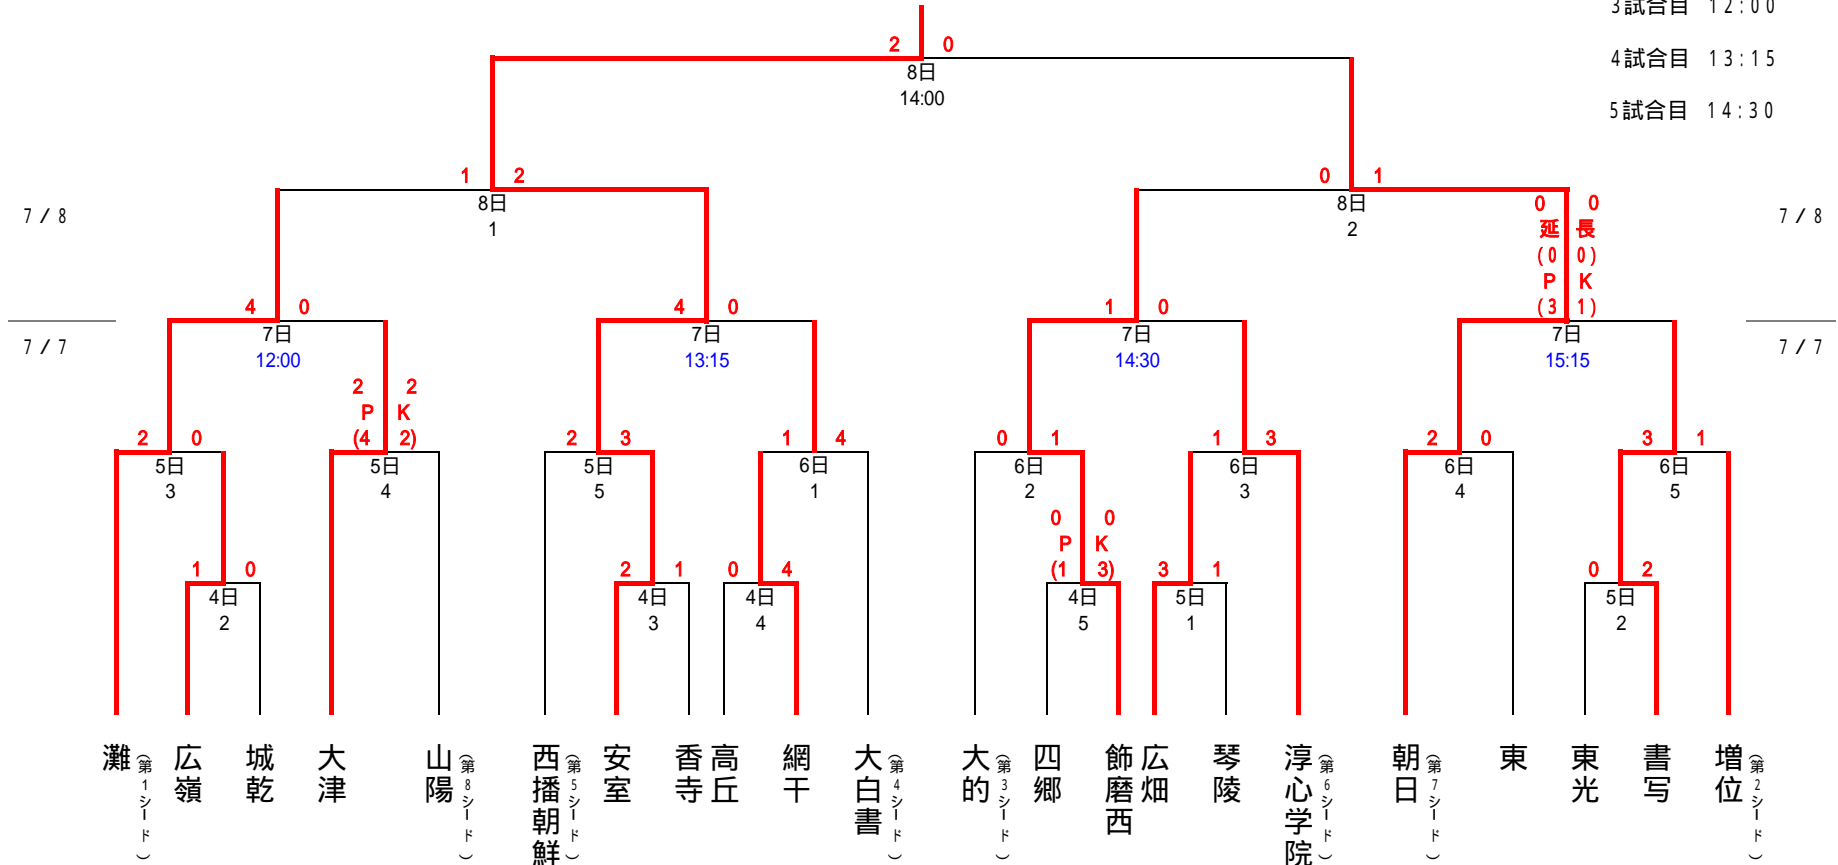 3試合目 12:00
2 0
8日
14:00
4試合目 13:15
5試合目 14:30
1 2
8日
1
0 1
8日
2
7/8
7/8
0 0
延 長
(0 0)
P K
(3 1)
4 0
7日
12:00
4 0
7日
13:15
1 0
7日
14:30
7日
15:15
7/7
7/7
2 2
P K
(4 2)
2 0
5日
3
5日
4
2 3
5日
5
1 4
6日
1
0 1
6日
2
1 3
6日
3
2 0
6日
4
3 1
6日
5
0 0
P K
(1 3)
1 0
4日
2
2 1
4日
3
0 4
4日
4
4日
5
3 1
5日
1
0 2
5日
2
灘
(第1シード)
広嶺
城乾
大津
山陽
(第8シード)
西播朝鮮
(第5シード)
安室
香寺
高丘
網干
大白書
(第4シード)
大的
(第3シード)
四郷
飾磨西
広畑
琴陵
淳心学院
(第6シード)
朝日
(第7シード)
東
東光
書写
増位
(第2シード)